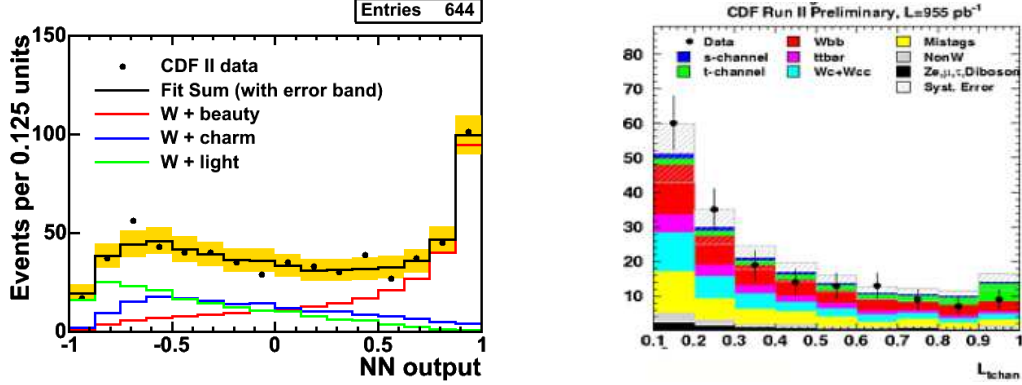 Entries 644
CDF II data
Fit Sum (with error band)
W + beauty
W + charm
W + light
Events per 0.125 units
150
100
50
0
-1 -0.5 0 0.5 1
NN output
CDF Run II Preliminary, L=955 pb-1
Data Wbb Mistags
s-channel ttbar NonW
t-channel Wc+Wcc Ze,μ,τ,Diboson
Syst. Error
80
70
60
50
40
30
20
10
0.1 0.2 0.3 0.4 0.5 0.6 0.7 0.8 0.9 1
Ltchan